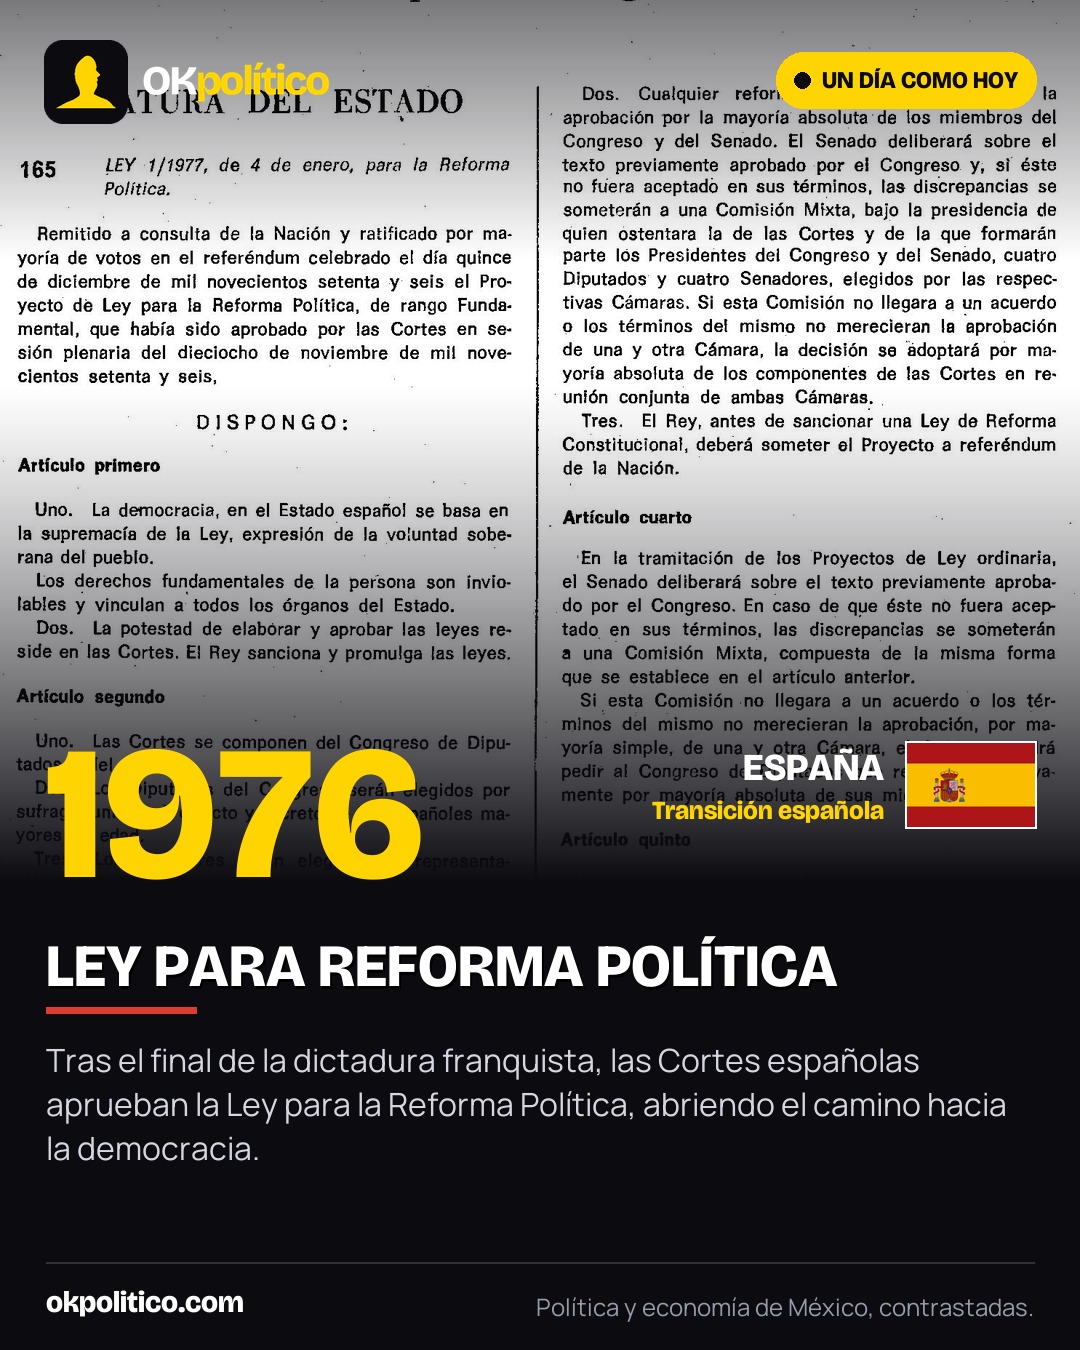 OKpolítico
UN DÍA COMO HOY
ATURA DEL ESTADO
165
LEY 1/1977, de 4 de enero, para la Reforma
Política.
Remitido a consulta de la Nación y ratificado por ma-
yoría de votos en el referéndum celebrado el día quince
de diciembre de mil novecientos setenta y seis el Pro-
yecto de Ley para la Reforma Política, de rango Funda-
mental, que había sido aprobado por las Cortes en se-
sión plenaria del dieciocho de noviembre de mil nove-
cientos setenta y seis,
DISPONGO:
Artículo primero
Uno. La democracia, en el Estado español se basa en
la supremacía de la Ley, expresión de la voluntad sobe-
rana del pueblo.
Los derechos fundamentales de la persona son invio-
lables y vinculan a todos los órganos del Estado.
Dos. La potestad de elaborar y aprobar las leyes re-
side en las Cortes. El Rey sanciona y promulga las leyes.
Artículo segundo
Uno. Las Cortes se componen del Congreso de Dipu-
del elegidos por
sufrag españoles ma-
yores edad.
representa-
Dos. Cualquier la
aprobación por la mayoría absoluta de los miembros del
Congreso y del Senado. El Senado deliberará sobre el
texto previamente aprobado por el Congreso y, si éste
no fuera aceptado en sus términos, las discrepancias se
someterán a una Comisión Mixta, bajo la presidencia de
quien ostentara la de las Cortes y de la que formarán
parte los Presidentes del Congreso y del Senado, cuatro
Diputados y cuatro Senadores, elegidos por las respec-
tivas Cámaras. Si esta Comisión no llegara a un acuerdo
o los términos del mismo no merecieran la aprobación
de una y otra Cámara, la decisión se adoptará por ma-
yoría absoluta de los componentes de las Cortes en re-
unión conjunta de ambas Cámaras.
Tres. El Rey, antes de sancionar una Ley de Reforma
Constitucional, deberá someter el Proyecto a referéndum
de la Nación.
Artículo cuarto
En la tramitación de los Proyectos de Ley ordinaria,
el Senado deliberará sobre el texto previamente aproba-
do por el Congreso. En caso de que éste no fuera acep-
tado en sus términos, las discrepancias se someterán
a una Comisión Mixta, compuesta de la misma forma
que se establece en el artículo anterior.
Si esta Comisión no llegara a un acuerdo o los tér-
minos del mismo no merecieran la aprobación, por ma-
yoría simple, de una y otra Cámara,
pedir al Congreso
mente por mayoría absoluta de sus
Artículo quinto
1976
ESPAÑA
Transición española
LEY PARA REFORMA POLÍTICA
Tras el final de la dictadura franquista, las Cortes españolas
aprueban la Ley para la Reforma Política, abriendo el camino hacia
la democracia.
okpolitico.com
Política y economía de México, contrastadas.